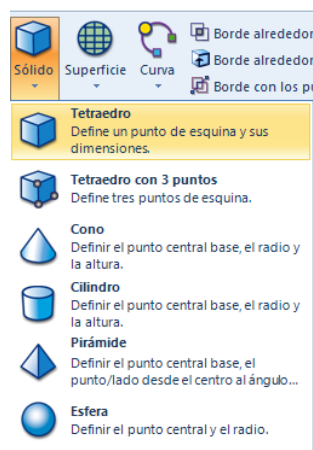 Borde alrededor
Sólido Superficie Curva
Borde alrededor
Borde con los
Tetraedro
Define un punto de esquina y sus
dimensiones.
Tetraedro con 3 puntos
Define tres puntos de esquina.
Cono
Definir el punto central base, el radio y
la altura.
Cilindro
Definir el punto central base, el radio y
la altura.
Pirámide
Definir el punto central base, el
punto/lado desde el centro al ángulo...
Esfera
Definir el punto central y el radio.